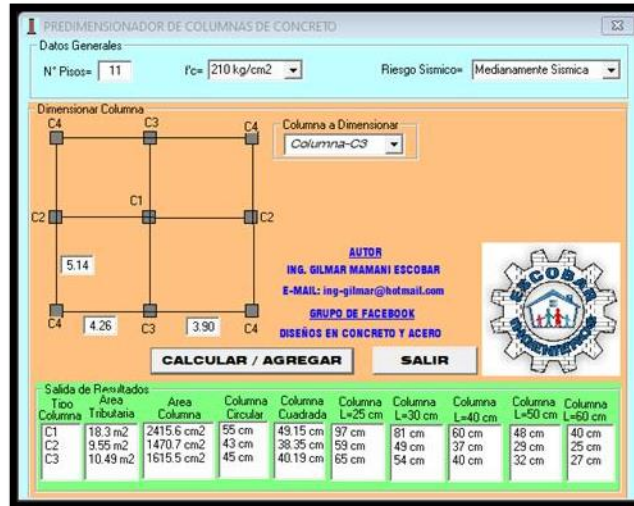 PREDIMENSIONADOR DE COLUMNAS DE CONCRETO
Datos Generales
N° Pisos= 11 f'c= 210 kg/cm2 Riesgo Sismico= Medianamente Sismica
Dimensionar Columna
C4 C3 C4
Columna a Dimensionar
Columna-C3
C1
C2 C2
5.14
AUTOR
ING. GILMAR MAMANI ESCOBAR
E-MAIL: ing-gilmar@hotmail.com
GRUPO DE FACEBOOK
DISEÑOS EN CONCRETO Y ACERO
ESCOBAR
C4 4.26 C3 3.90 C4
CALCULAR / AGREGAR SALIR
Salida de Resultados
Tipo Columna Area Tributaria Area Columna Columna Circular Columna Cuadrada Columna L=25 cm Columna L=30 cm Columna L=40 cm Columna L=50 cm Columna L=60 cm
C1 18.3 m2 2415.6 cm2 55 cm 49.15 cm 97 cm 81 cm 60 cm 48 cm 40 cm
C2 9.55 m2 1470.7 cm2 43 cm 38.35 cm 59 cm 49 cm 37 cm 29 cm 25 cm
C3 10.49 m2 1615.5 cm2 45 cm 40.19 cm 65 cm 54 cm 40 cm 32 cm 27 cm